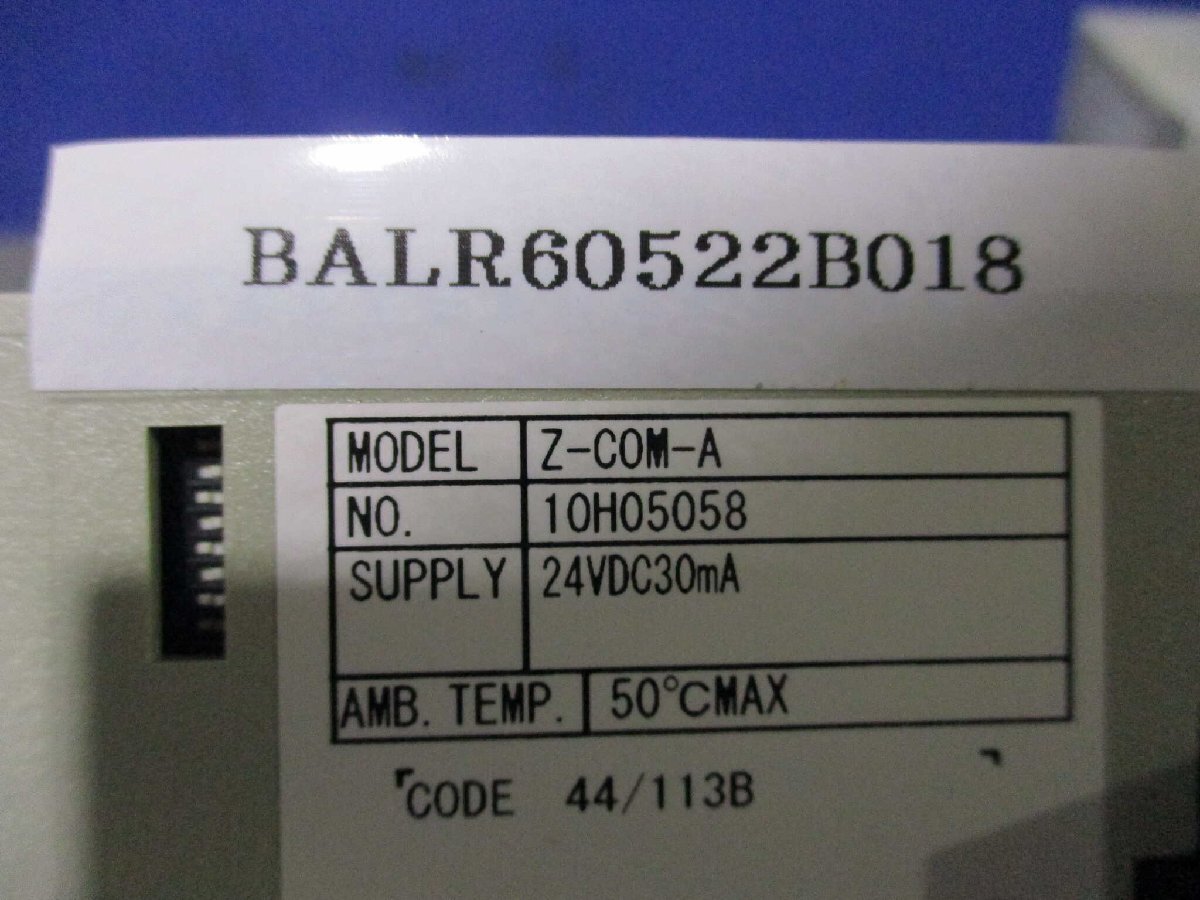 BALR60522B018
MODEL Z-COM-A
NO. 10H05058
SUPPLY 24VDC30mA
AMB. TEMP. 50℃MAX
CODE 44/113B